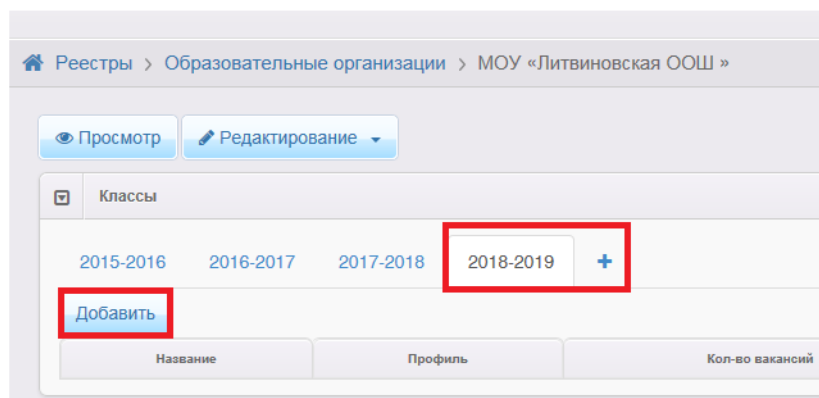 Реестры > Образовательные организации > МОУ «Литвиновская ООШ »
Просмотр Редактирование
Классы
2015-2016 2016-2017 2017-2018 2018-2019 +
Добавить
Название Профиль Кол-во вакансий